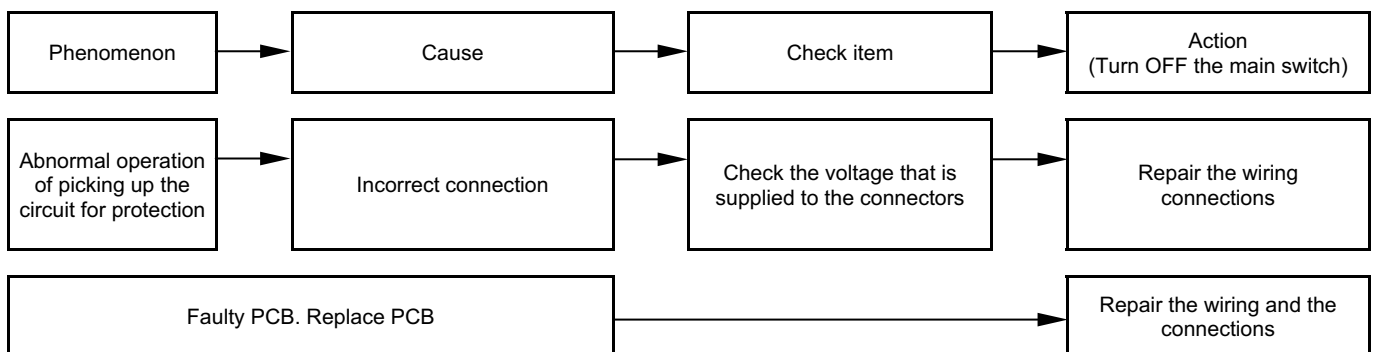 Phenomenon
Cause
Check item
Action
(Turn OFF the main switch)
Abnormal operation
of picking up the
circuit for protection
Incorrect connection
Check the voltage that is
supplied to the connectors
Repair the wiring
connections
Faulty PCB. Replace PCB
Repair the wiring and the
connections